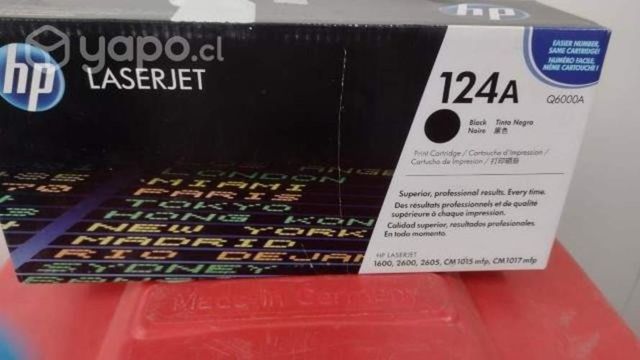 yapo.cl
hp
LASERJET
hp
124A
EASIER NUMBER,
SAME CARTRIDGE!
NUMÉRO FACILE,
MÊME CARTOUCHE!
Q6000A
Black Tinta Negra
Noire 黑色
Print Cartridge / Cartouche d'impression /
Cartucho de impresión / 打印硒鼓
Superior, professional results. Every time.
Des résultats professionnels et de qualité
supérieure à chaque impression.
Calidad superior, resultados profesionales.
En todo momento.
HP LASERJET
1600, 2600, 2605, CM1015 mfp, CM1017 mfp
MIAMI
PARIS
TOKYO
HONG KONG
NEW YORK
MADRID
RIO DE JAN
SYDNEY
Made in Germany